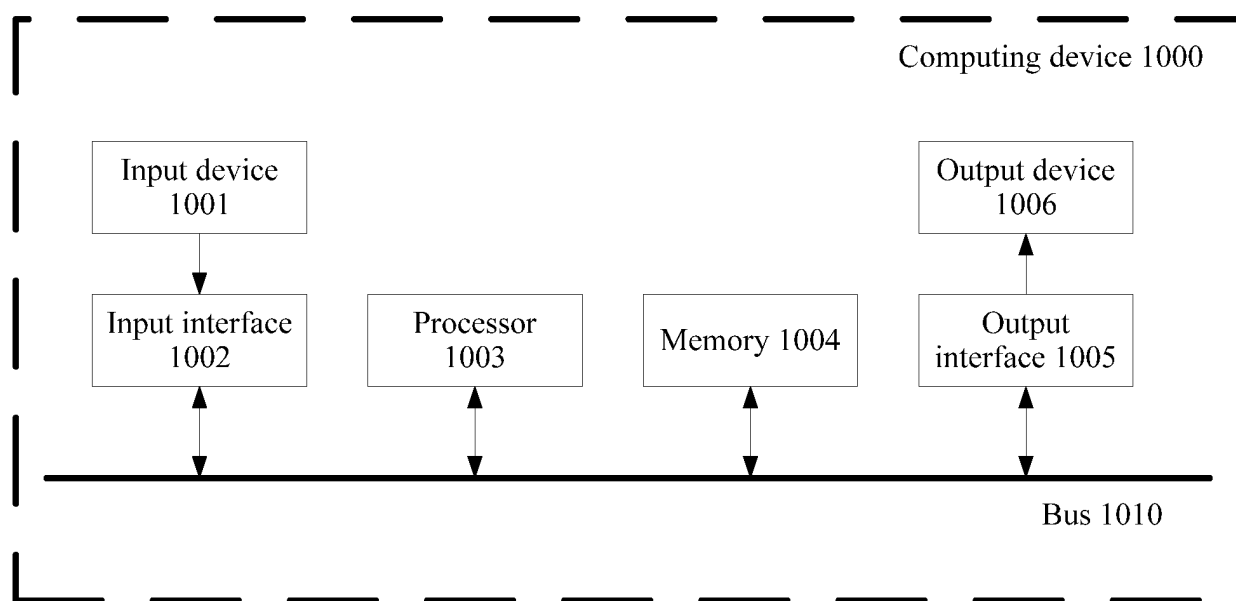 Computing device 1000
Input device
1001
Output device
1006
Input interface
1002
Processor
1003
Memory 1004
Output
interface 1005
Bus 1010